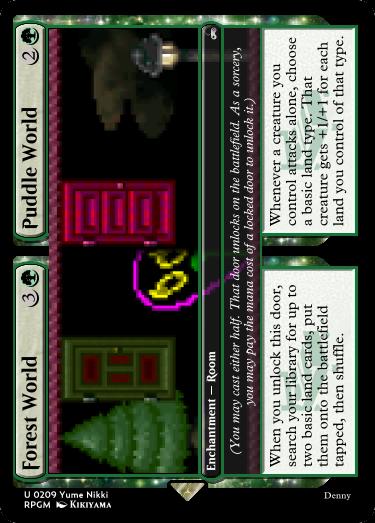 Forest World
3
When you unlock this door,
search your library for up to
two basic land cards, put
them onto the battlefield
tapped, then shuffle.
Puddle World
2
Whenever a creature you
control attacks alone, choose
a basic land type. That
creature gets +1/+1 for each
land you control of that type.
Enchantment — Room
(You may cast either half. That door unlocks on the battlefield. As a sorcery,
you may pay the mana cost of a locked door to unlock it.)
U 0209 Yume Nikki
RPGM KIKIYAMA
Denny